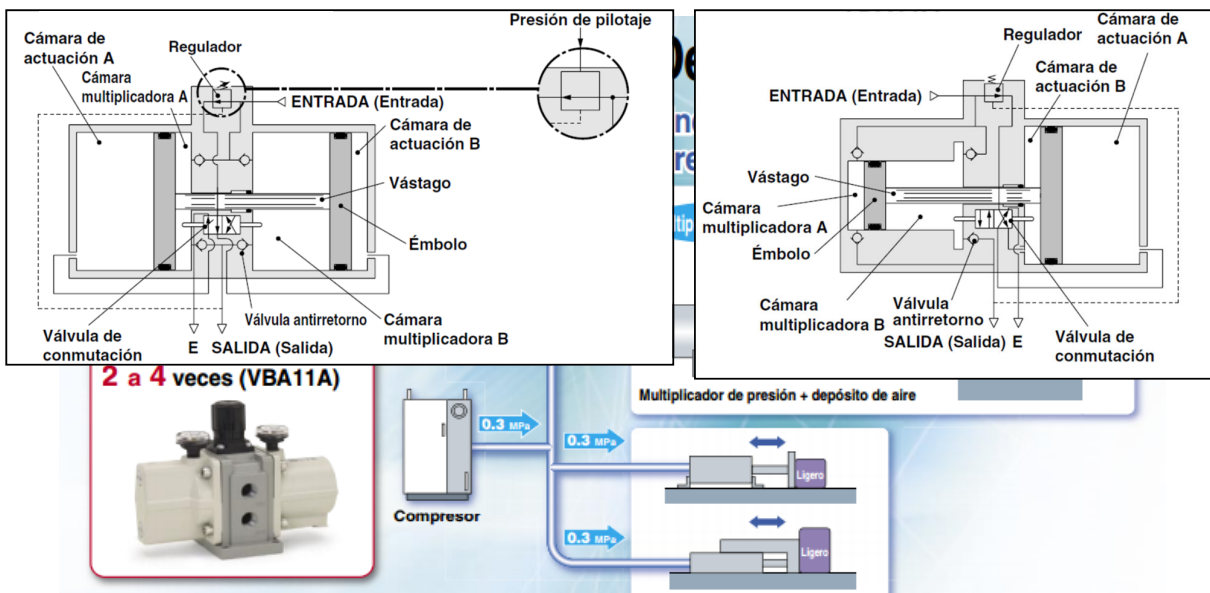 Presión de pilotaje
Cámara de
actuación A
Regulador
Cámara
multiplicadora A
ENTRADA (Entrada)
Cámara de
actuación B
Vástago
Émbolo
Válvula de
conmutación
E
SALIDA (Salida)
Válvula antirretorno
Cámara
multiplicadora B
Cámara de
actuación A
Regulador
Cámara de
actuación B
ENTRADA (Entrada)
Vástago
Cámara
multiplicadora A
Émbolo
Cámara
multiplicadora B
Válvula
antirretorno
SALIDA (Salida) E
Válvula de
conmutación
2 a 4 veces (VBA11A)
Multiplicador de presión + depósito de aire
0.3 MPa
0.3 MPa
Ligero
Compresor
0.3 MPa
Ligero